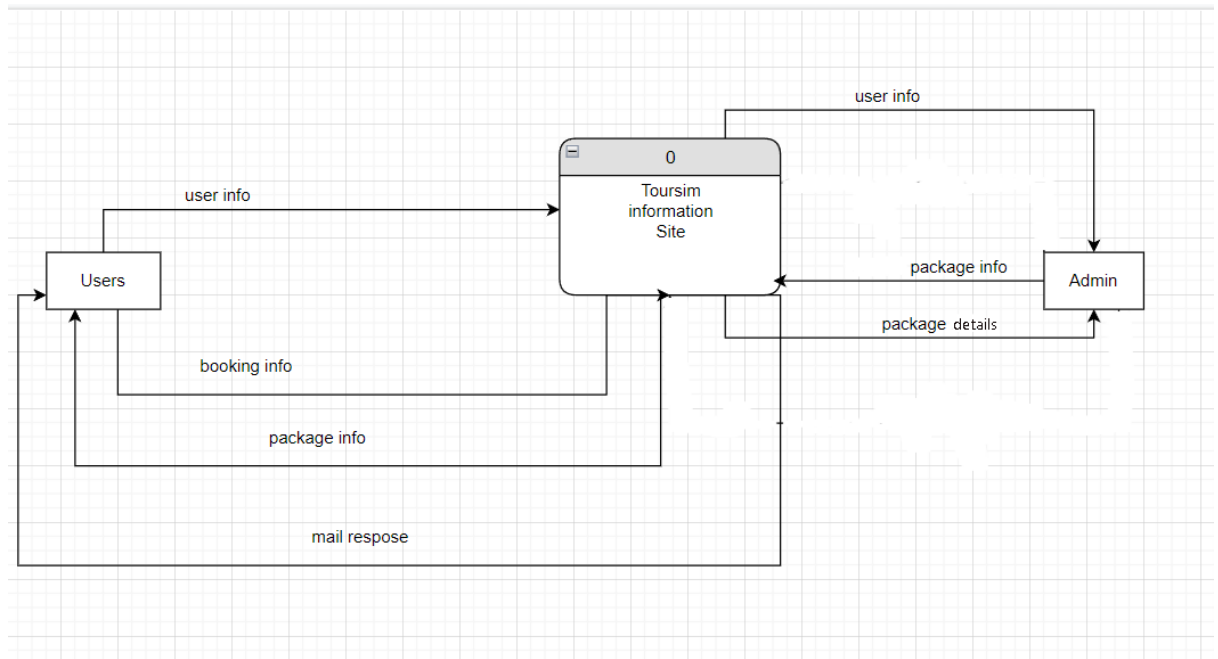 user info
0
Toursim
information
Site
user info
Users
package info
Admin
package details
booking info
package info
mail respose